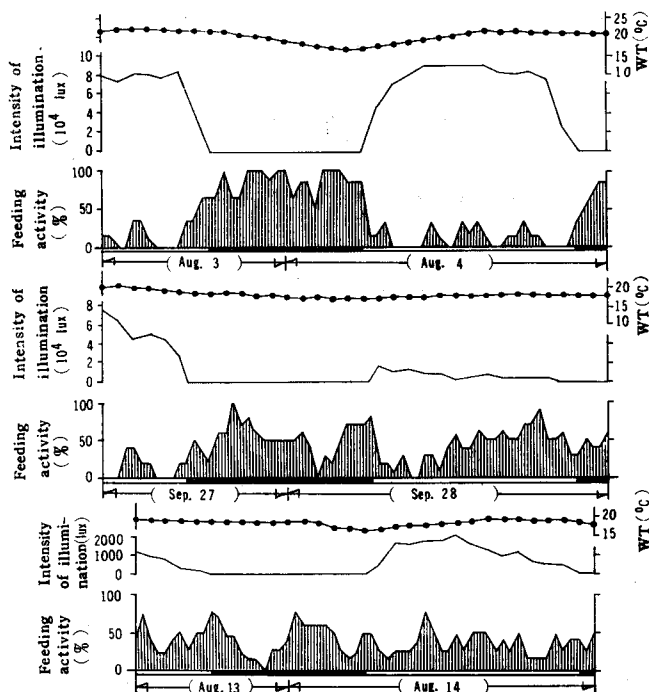 25
20
15
10
WT(°C)
Intensity of
illumination.
(10⁴ lux)
10
8
6
4
2
0
Feeding
activity
(%)
100
50
0
(Aug. 3)
(Aug. 4)
20
15
10
WT(°C)
Intensity of
illumination
(10⁴ lux)
8
6
4
2
0
Feeding
activity
(%)
100
50
0
(Sep. 27)
(Sep. 28)
20
15
WT(°C)
Intensity
of illumi-
nation(lux)
2000
1000
0
Feeding
activity
(%)
100
50
0
(Aug.13)
(Aug. 14)